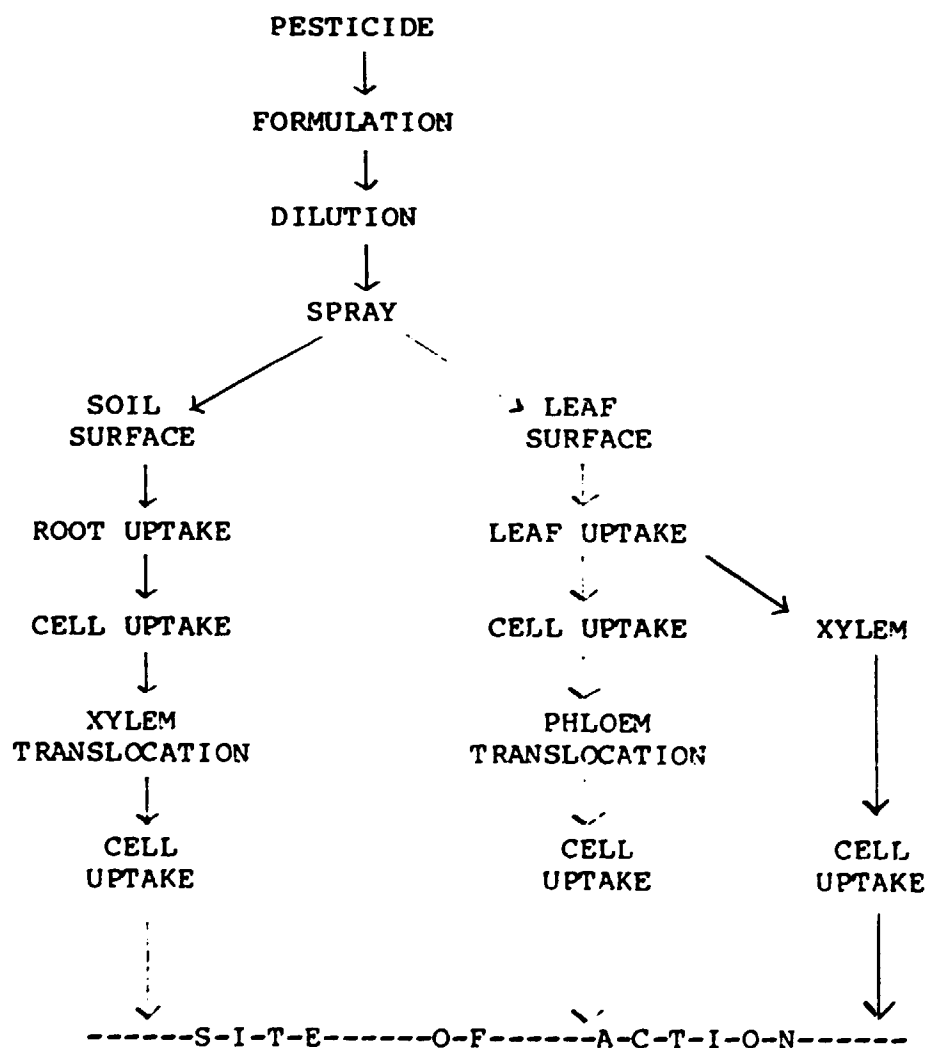 PESTICIDE
FORMULATION
DILUTION
SPRAY
SOIL
SURFACE
LEAF
SURFACE
ROOT UPTAKE
LEAF UPTAKE
CELL UPTAKE
CELL UPTAKE
XYLEM
XYLEM
TRANSLOCATION
PHLOEM
TRANSLOCATION
CELL
UPTAKE
CELL
UPTAKE
CELL
UPTAKE
------S-I-T-E------O-F------A-C-T-I-O-N------